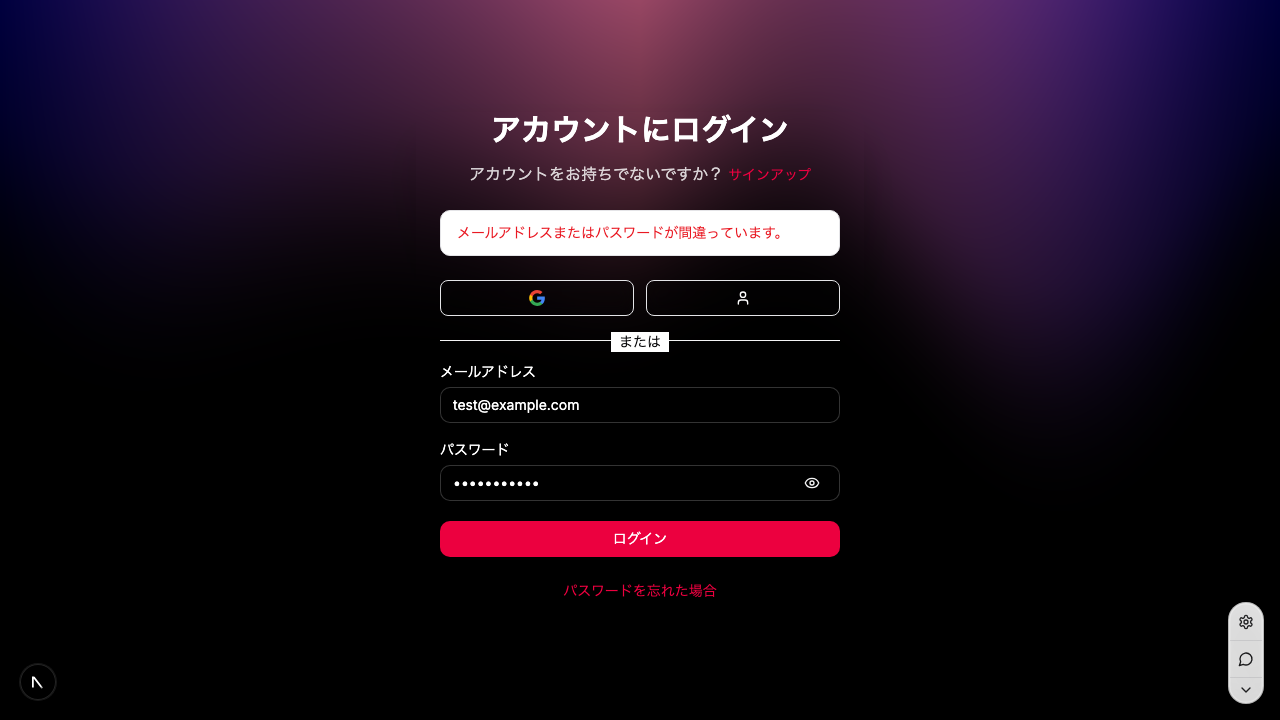 アカウントにログイン
アカウントをお持ちでないですか？ サインアップ
メールアドレスまたはパスワードが間違っています。
または
メールアドレス
test@example.com
パスワード
•••••••••••
ログイン
パスワードを忘れた場合